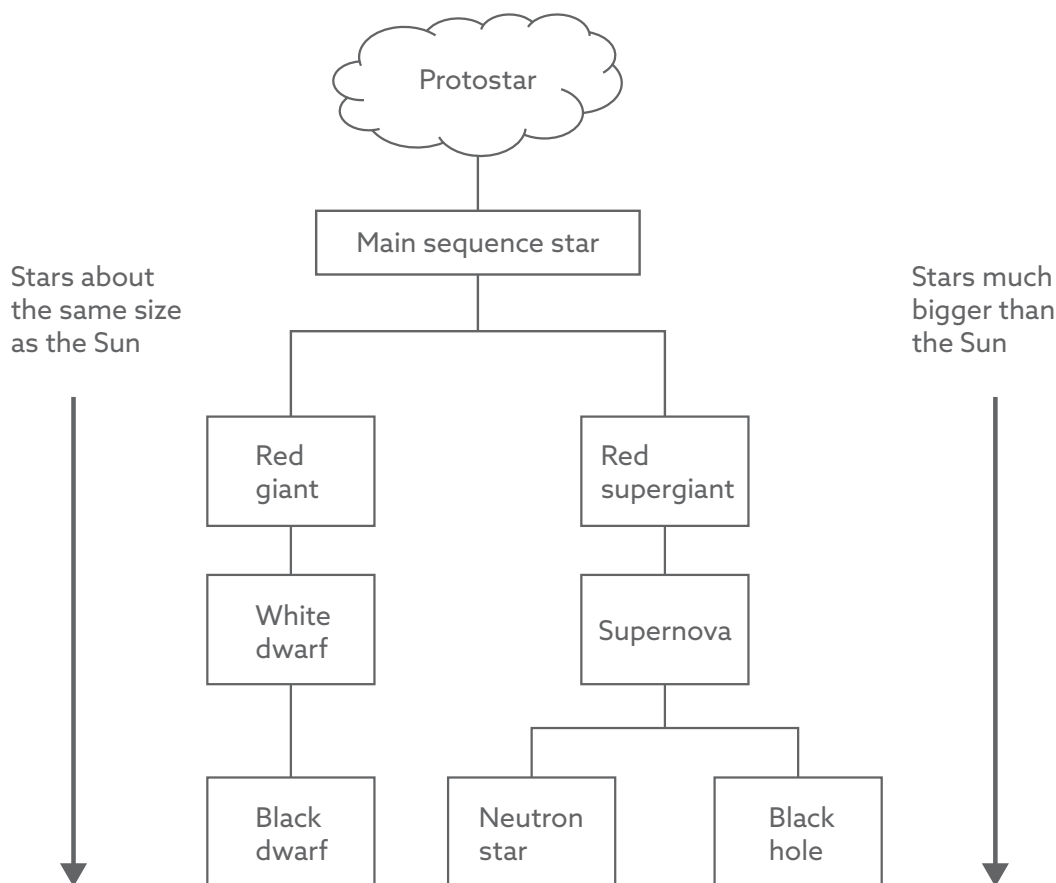 Protostar
Main sequence star
Stars about
the same size
as the Sun
Stars much
bigger than
the Sun
Red
giant
Red
supergiant
White
dwarf
Supernova
Black
dwarf
Neutron
star
Black
hole